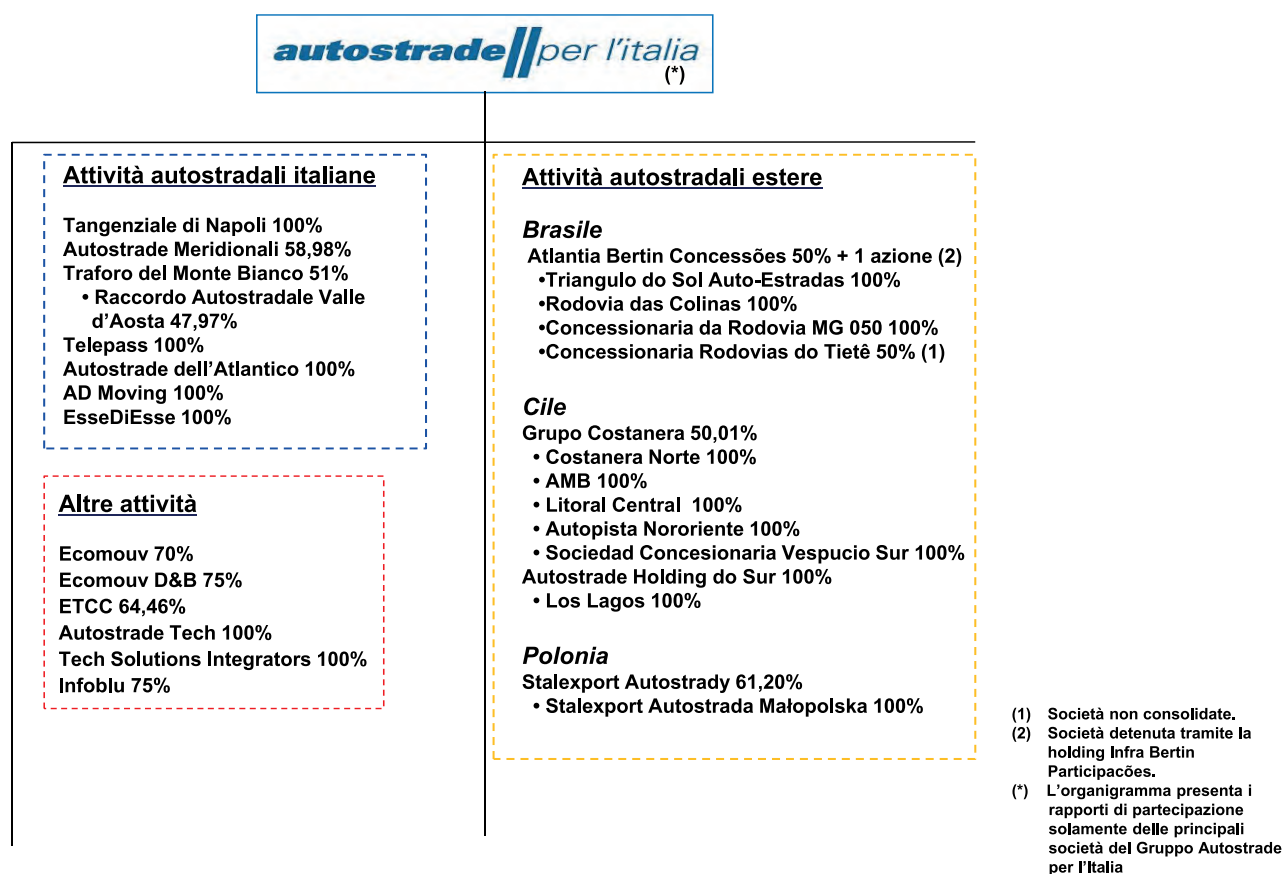 autostrade//per l'italia
(*)
Attività autostradali italiane
Tangenziale di Napoli 100%
Autostrade Meridionali 58,98%
Traforo del Monte Bianco 51%
• Raccordo Autostradale Valle
d'Aosta 47,97%
Telepass 100%
Autostrade dell'Atlantico 100%
AD Moving 100%
EsseDiEsse 100%
Altre attività
Ecomouv 70%
Ecomouv D&B 75%
ETCC 64,46%
Autostrade Tech 100%
Tech Solutions Integrators 100%
Infoblu 75%
Attività autostradali estere
Brasile
Atlantia Bertin Concessões 50% + 1 azione (2)
•Triangulo do Sol Auto-Estradas 100%
•Rodovia das Colinas 100%
•Concessionaria da Rodovia MG 050 100%
•Concessionaria Rodovias do Tietê 50% (1)
Cile
Grupo Costanera 50,01%
• Costanera Norte 100%
• AMB 100%
• Litoral Central 100%
• Autopista Nororiente 100%
• Sociedad Concesionaria Vespucio Sur 100%
Autostrade Holding do Sur 100%
• Los Lagos 100%
Polonia
Stalexport Autostrady 61,20%
• Stalexport Autostrada Małopolska 100%
(1) Società non consolidate.
(2) Società detenuta tramite la
holding Infra Bertin
Participacões.
(*) L'organigramma presenta i
rapporti di partecipazione
solamente delle principali
società del Gruppo Autostrade
per l'Italia